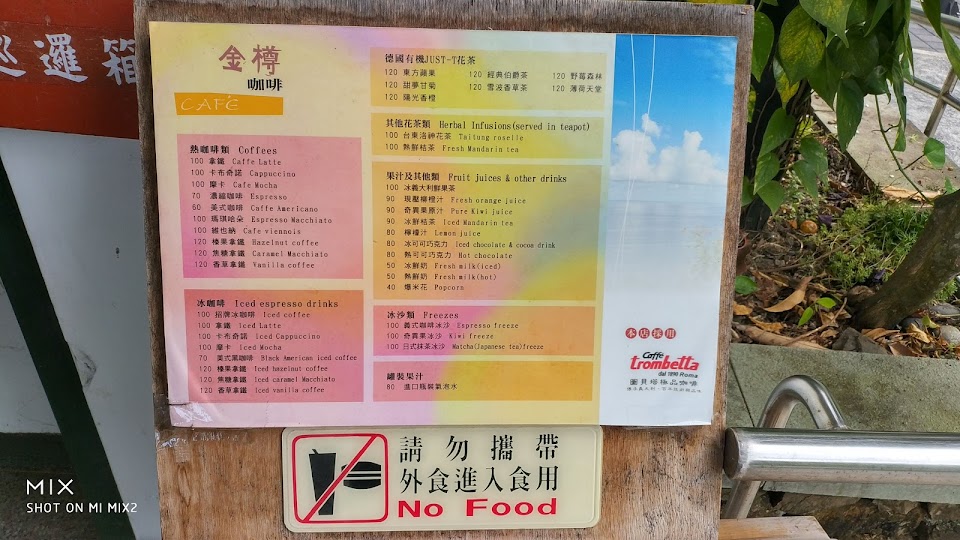 巡邏箱
金樽
咖啡
CAFÉ
熱咖啡類 Coffees
100 拿鐵 Caffe Latte
100 卡布奇諾 Cappuccino
100 摩卡 Cafe Mocha
70 濃縮咖啡 Espresso
60 美式咖啡 Caffe Americano
100 瑪琪哈朵 Espresso Macchiato
100 維也納 Cafe viennois
120 榛果拿鐵 Hazelnut coffee
120 焦糖拿鐵 Caramel Macchiato
120 香草拿鐵 Vanilla coffee
冰咖啡 Iced espresso drinks
100 招牌冰咖啡 Iced coffee
100 拿鐵 Iced Latte
100 卡布奇諾 Iced Cappuccino
100 摩卡 Iced Mocha
70 美式黑咖啡 Black American iced coffee
120 榛果拿鐵 Iced hazelnut coffee
120 焦糖拿鐵 Iced caramel Macchiato
120 香草拿鐵 Iced vanilla coffee
德國有機JUST-T花茶
120 東方蘋果 120 經典伯爵茶 120 野莓森林
120 甜夢甘菊 120 雪波香草茶 120 薄荷天堂
120 陽光香橙
其他花茶類 Herbal Infusions(served in teapot)
100 台東洛神花茶 Taitung roselle
100 熱鮮桔茶 Fresh Mandarin tea
果汁及其他類 Fruit juices & other drinks
100 冰義大利鮮果茶
90 現壓柳橙汁 Fresh orange juice
90 奇異果原汁 Pure Kiwi juice
90 冰鮮桔茶 Iced Mandarin tea
80 檸檬汁 Lemon juice
80 冰可可巧克力 Iced chocolate & cocoa drink
80 熱可可巧克力 Hot chocolate
50 冰鮮奶 Fresh milk(iced)
50 熱鮮奶 Fresh milk(hot)
40 爆米花 Popcorn
冰沙類 Freezes
100 義式咖啡冰沙 Espresso freeze
100 奇異果冰沙 Kiwi freeze
100 日式抹茶冰沙 Matcha(Japanese tea)freeze
罐裝果汁
80 進口瓶裝氣泡水
本店採用
Caffe
trombetta
dal 1890 Roma
圖貝塔極品咖啡
請勿攜帶
外食進入食用
No Food
MIX
SHOT ON MI MIX2